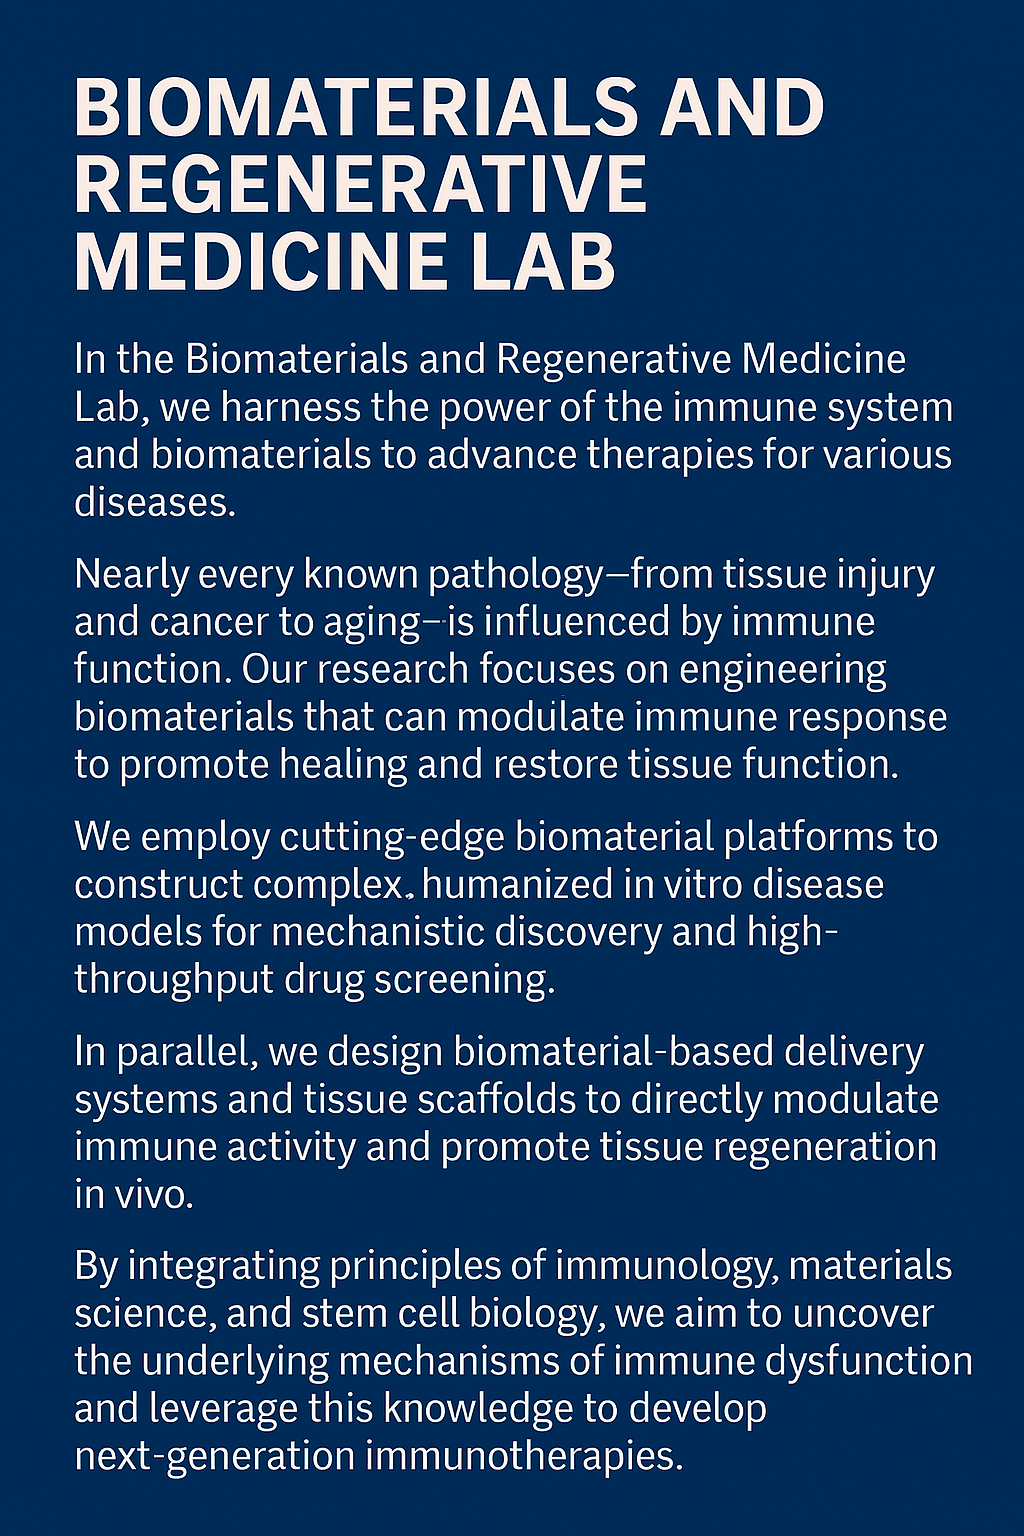 BIOMATERIALS AND
REGENERATIVE
MEDICINE LAB
In the Biomaterials and Regenerative Medicine
Lab, we harness the power of the immune system
and biomaterials to advance therapies for various
diseases.
Nearly every known pathology—from tissue injury
and cancer to aging—is influenced by immune
function. Our research focuses on engineering
biomaterials that can modulate immune response
to promote healing and restore tissue function.
We employ cutting-edge biomaterial platforms to
construct complex, humanized in vitro disease
models for mechanistic discovery and high-
throughput drug screening.
In parallel, we design biomaterial-based delivery
systems and tissue scaffolds to directly modulate
immune activity and promote tissue regeneration
in vivo.
By integrating principles of immunology, materials
science, and stem cell biology, we aim to uncover
the underlying mechanisms of immune dysfunction
and leverage this knowledge to develop
next-generation immunotherapies.